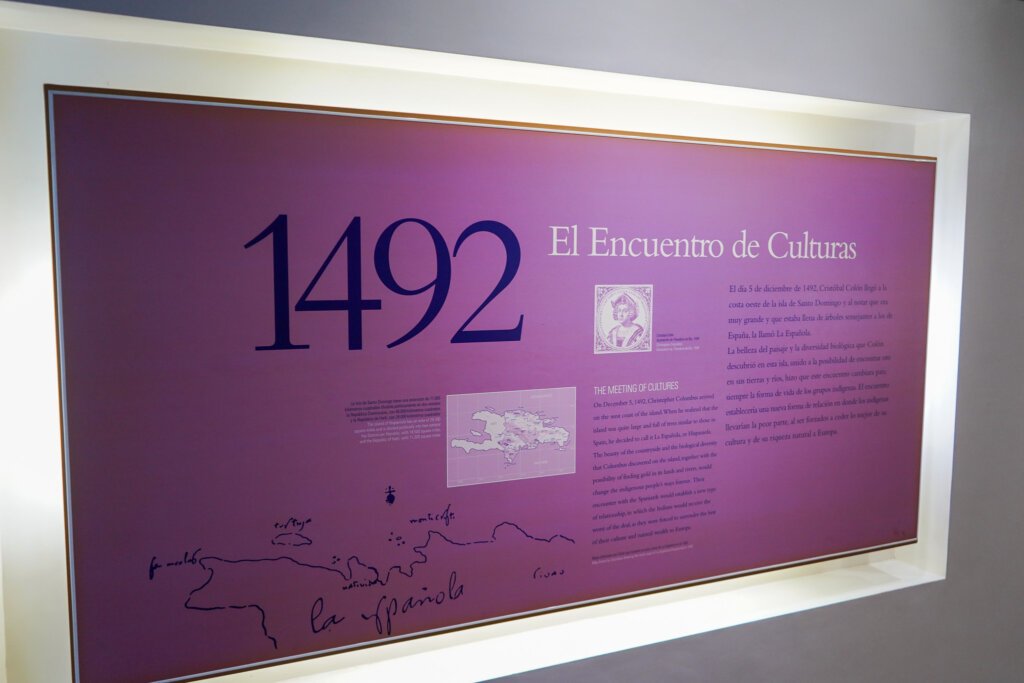 1492
El Encuentro de Culturas
El día 5 de diciembre de 1492, Cristóbal Colón llegó a la
costa oeste de la isla de Santo Domingo y al notar que era
muy grande y que estaba llena de árboles semejantes a los de
España, la llamó La Española.
La belleza del paisaje y la diversidad biológica que Colón
descubrió en esta isla, unido a la posibilidad de encontrar oro
en sus tierras y ríos, hizo que este encuentro cambiara para
siempre la forma de vida de los grupos indígenas. El encuentro
establecería una nueva forma de relación en donde los indígenas
llevarían la peor parte, al ser forzados a ceder lo mejor de su
cultura y de su riqueza natural a Europa.
THE MEETING OF CULTURES
On December 5, 1492, Christopher Columbus arrived
on the west coast of the island. When he realized that the
island was quite large and full of trees similar to those in
Spain, he decided to call it La Española, or Hispaniola.
The beauty of the countryside and the biological diversity
that Columbus discovered on the island, together with the
possibility of finding gold in its lands and rivers, would
change the indigenous people's ways forever. Their
encounter with the Spaniards would establish a new type
of relationship, in which the Indians would receive the
worst of the deal, as they were forced to surrender the best
of their culture and natural wealth to Europe.
tortuga
natividad
la española